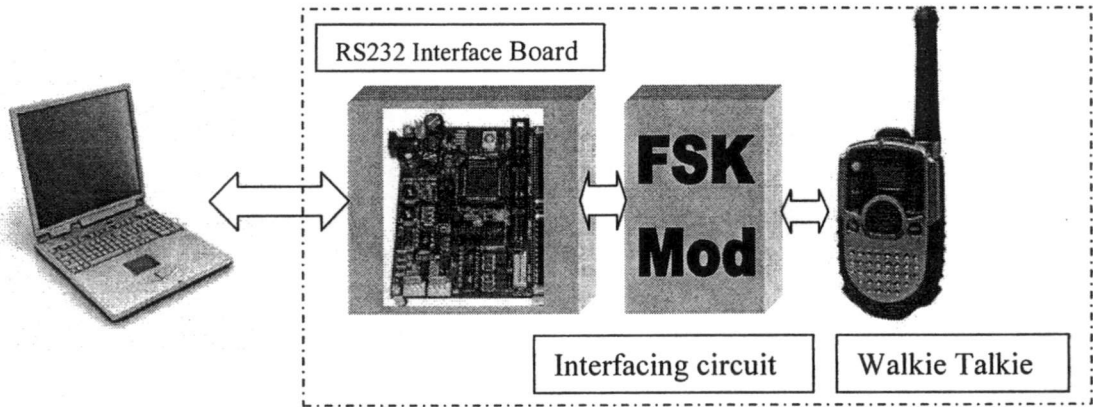 RS232 Interface Board
FSK
Mod
Interfacing circuit
Walkie Talkie